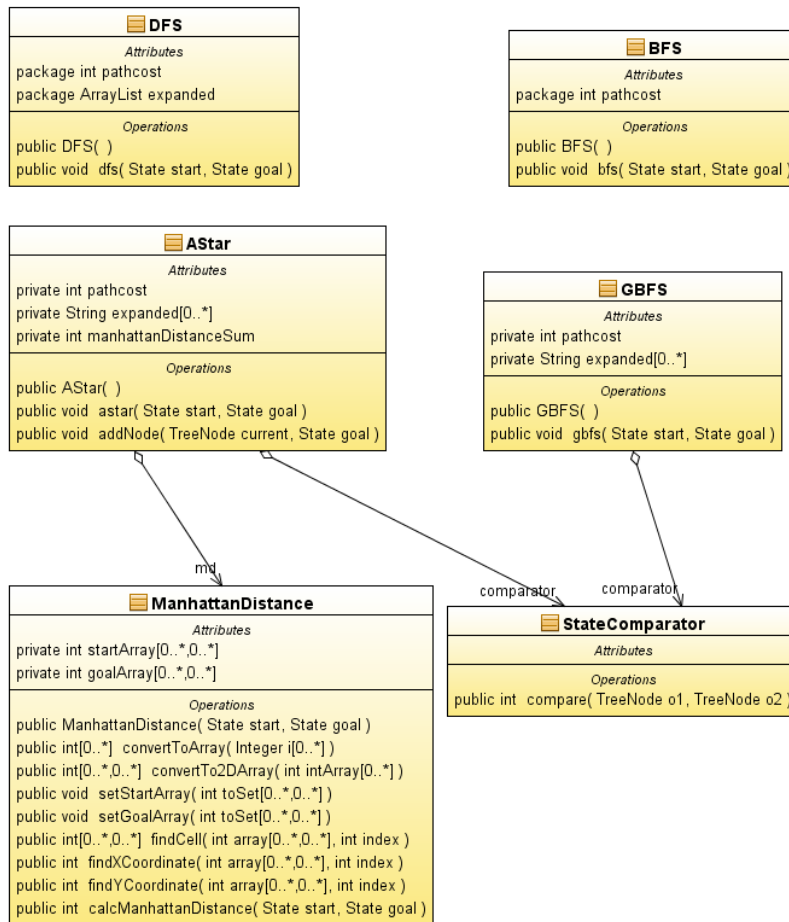 DFS
Attributes
package int pathcost
package ArrayList expanded
Operations
public DFS( )
public void dfs( State start, State goal )
BFS
Attributes
package int pathcost
Operations
public BFS( )
public void bfs( State start, State goal )
AStar
Attributes
private int pathcost
private String expanded[0..*]
private int manhattanDistanceSum
Operations
public AStar( )
public void astar( State start, State goal )
public void addNode( TreeNode current, State goal )
GBFS
Attributes
private int pathcost
private String expanded[0..*]
Operations
public GBFS( )
public void gbfs( State start, State goal )
md
comparator
comparator
ManhattanDistance
Attributes
private int startArray[0..*,0..*]
private int goalArray[0..*,0..*]
Operations
public ManhattanDistance( State start, State goal )
public int[0..*] convertToArray( Integer i[0..*] )
public int[0..*,0..*] convertTo2DArray( int intArray[0..*] )
public void setStartArray( int toSet[0..*,0..*] )
public void setGoalArray( int toSet[0..*,0..*] )
public int[0..*,0..*] findCell( int array[0..*,0..*], int index )
public int findXCoordinate( int array[0..*,0..*], int index )
public int findYCoordinate( int array[0..*,0..*], int index )
public int calcManhattanDistance( State start, State goal )
StateComparator
Attributes
Operations
public int compare( TreeNode o1, TreeNode o2 )